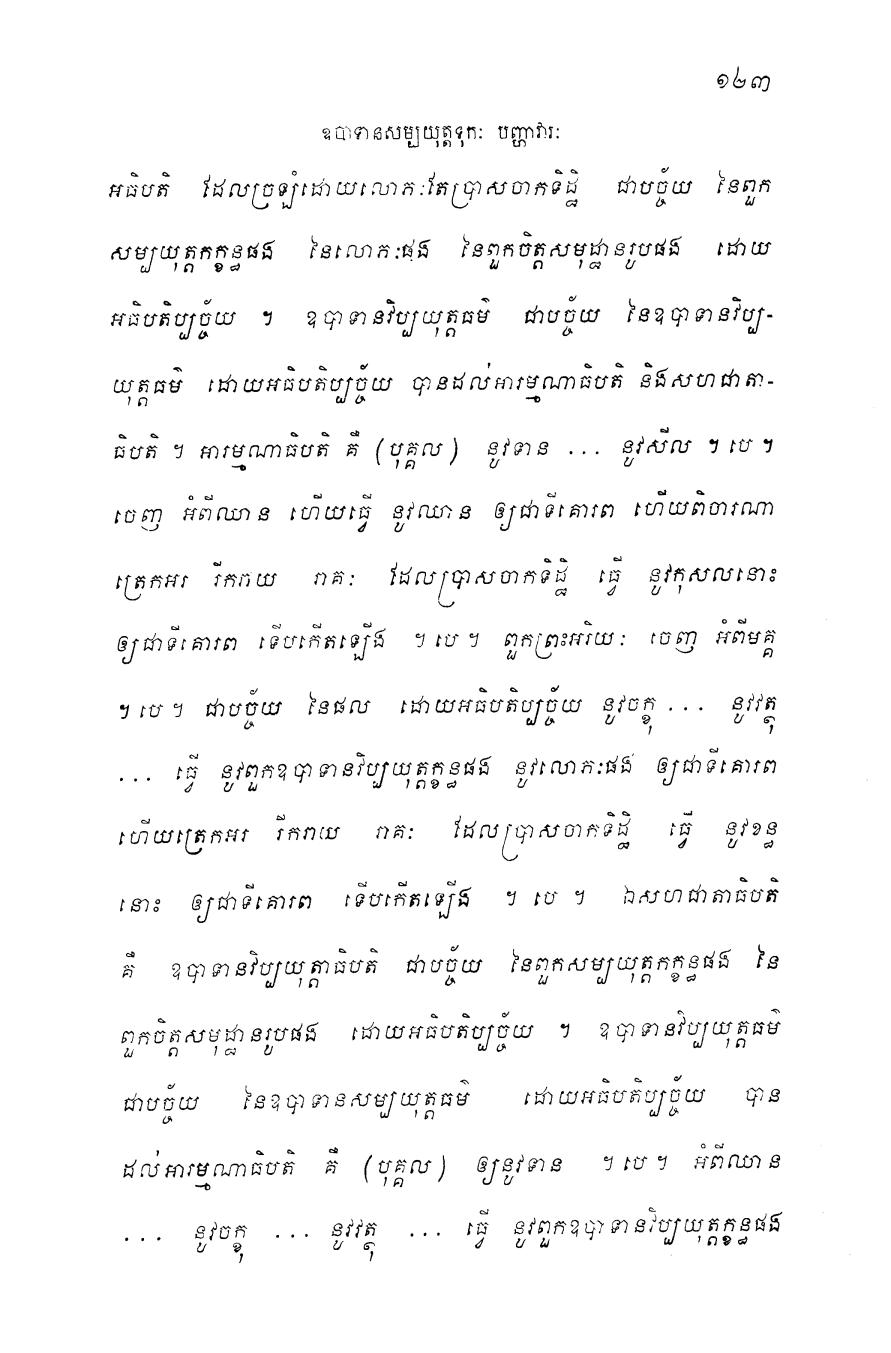 ១២៣
ឧបាទានសម្បយុត្តទុកៈ បញ្ហាវារៈ
អធិបតិ ដែលច្រឡំដោយលោភៈតែប្រាសចាកទិដ្ឋិ ជាបច្ច័យ នៃពួក
សម្បយុត្តកក្ខន្ធផង នៃលោភៈផង នៃពួកចិត្តសមុដ្ឋានរូបផង ដោយ
អធិបតិប្បច្ច័យ ។ ឧបាទានវិប្បយុត្តធម៌ ជាបច្ច័យ នៃឧបាទានវិប្ប-
យុត្តធម៌ ដោយអធិបតិប្បច្ច័យ បានដល់អារម្មណាធិបតិ និងសហជាតា-
ធិបតិ ។ អារម្មណាធិបតិ គឺ (បុគ្គល) នូវទាន ... នូវសីល ។ បេ ។
ចេញ អំពីឈាន ហើយធ្វើ នូវឈាន ឲ្យជាទីគោរព ហើយពិចារណា
ត្រេកអរ រីករាយ រាគៈ ដែលប្រាសចាកទិដ្ឋិ ធ្វើ នូវកុសលនោះ
ឲ្យជាទីគោរព ទើបកើតឡើង ។ បេ ។ ពួកព្រះអរិយៈ ចេញ អំពីមគ្គ
។ បេ ។ ជាបច្ច័យ នៃផល ដោយអធិបតិប្បច្ច័យ នូវចក្ខុ ... នូវវត្ថុ
... ធ្វើ នូវពួកឧបាទានវិប្បយុត្តក្ខន្ធផង នូវលោភៈផង ឲ្យជាទីគោរព
ហើយត្រេកអរ រីករាយ រាគៈ ដែលប្រាសចាកទិដ្ឋិ ធ្វើ នូវខន្ធ
នោះ ឲ្យជាទីគោរព ទើបកើតឡើង ។ បេ ។ ឯសហជាតាធិបតិ
គឺ ឧបាទានវិប្បយុត្តាធិបតិ ជាបច្ច័យ នៃពួកសម្បយុត្តកក្ខន្ធផង នៃ
ពួកចិត្តសមុដ្ឋានរូបផង ដោយអធិបតិប្បច្ច័យ ។ ឧបាទានវិប្បយុត្តធម៌
ជាបច្ច័យ នៃឧបាទានសម្បយុត្តធម៌ ដោយអធិបតិប្បច្ច័យ បាន
ដល់អារម្មណាធិបតិ គឺ (បុគ្គល) ឲ្យនូវទាន ។ បេ ។ អំពីឈាន
... នូវចក្ខុ ... នូវវត្ថុ ... ធ្វើ នូវពួកឧបាទានវិប្បយុត្តក្ខន្ធផង